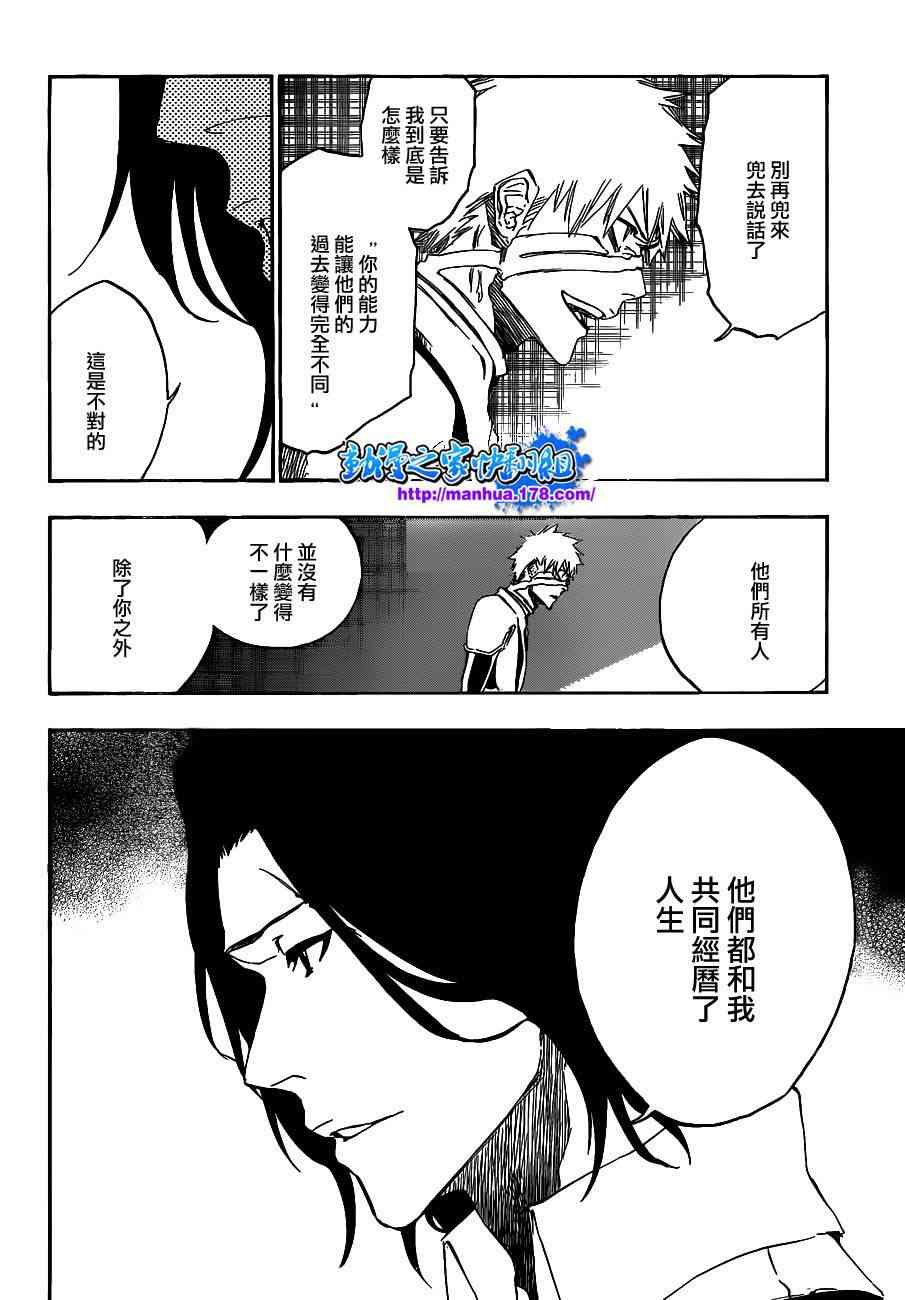 別再兜來
兜去説話了
只要告訴
我到底是
怎麼樣
〃你的能力
能讓他們的
過去變得完全不同〃
這是不對的
動漫之家快翻組
http://manhua.178.com/
他們所有人
並沒有
什麼變得
不一樣了
除了你之外
他們都和我
共同經曆了
人生